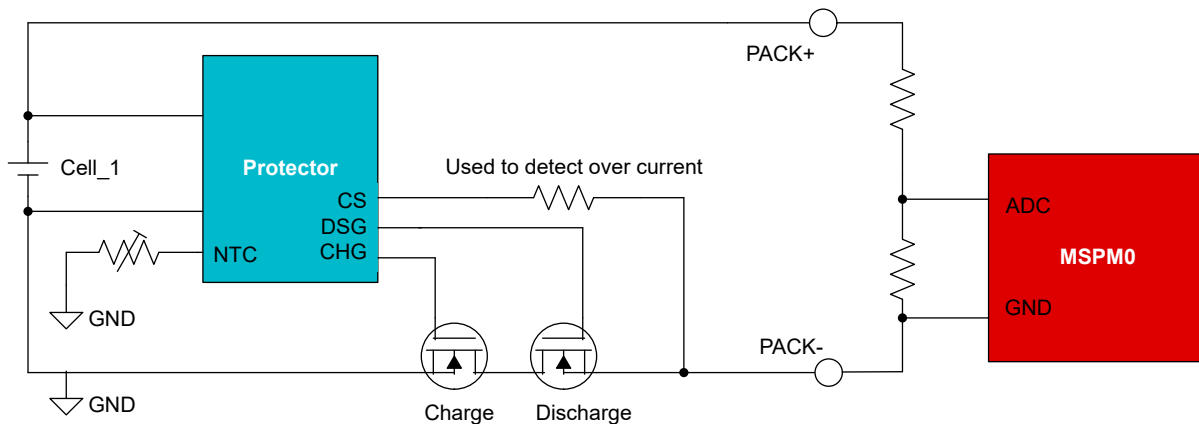 PACK+
Protector
Cell_1
Used to detect over current
CS
DSG
CHG
NTC
GND
ADC
MSPM0
GND
PACK-
GND
Charge
Discharge